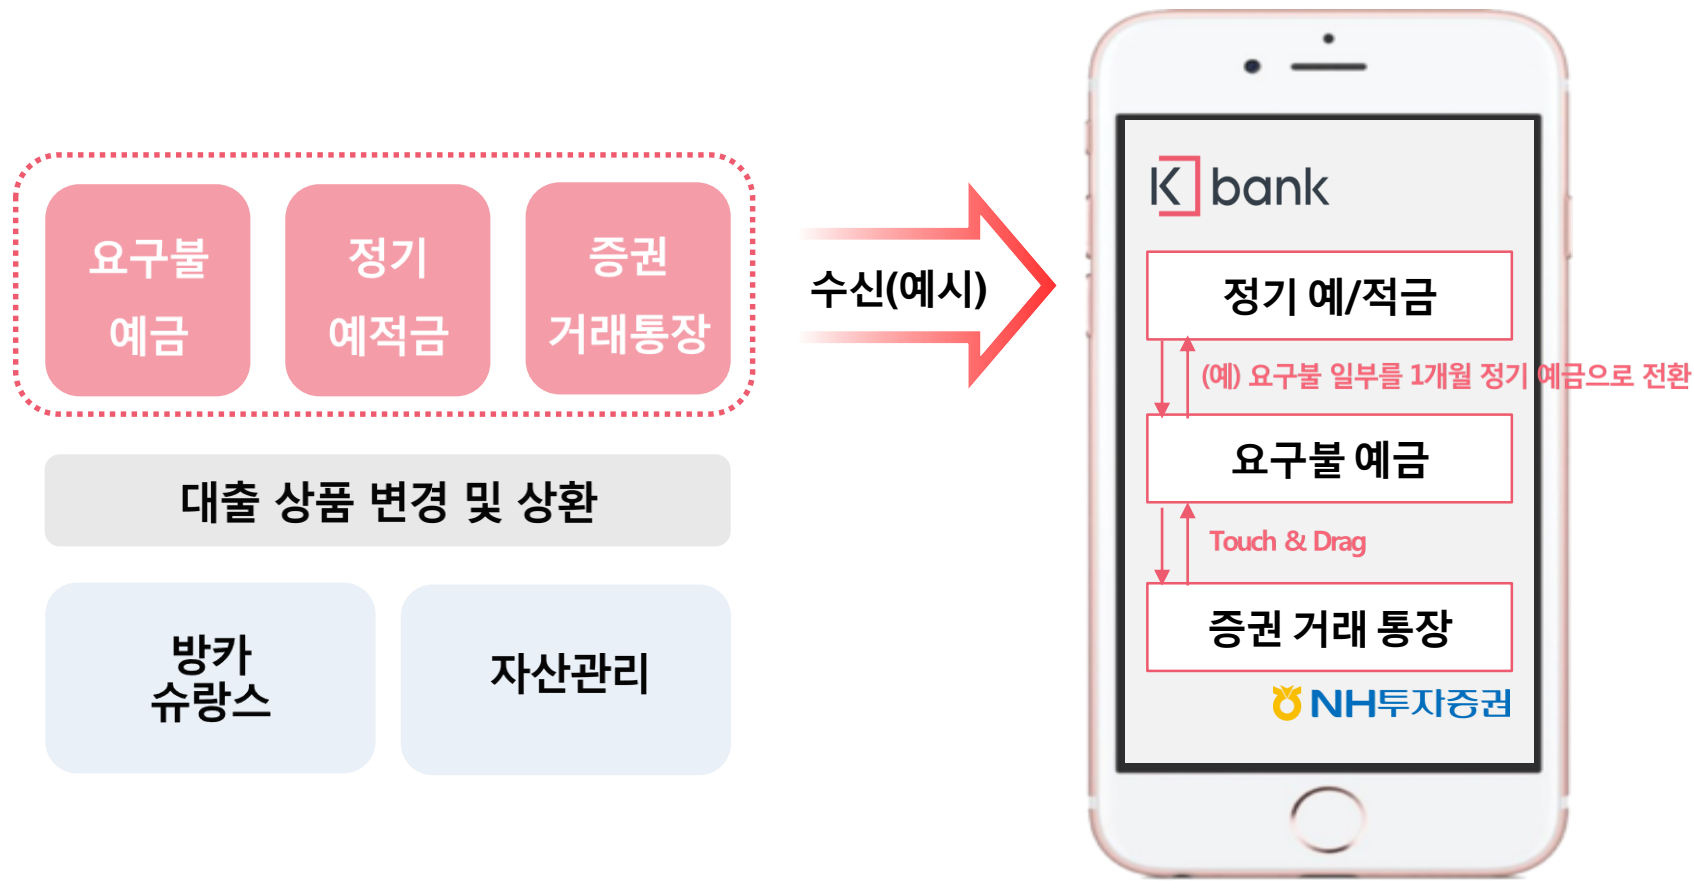 요구불
예금
정기
예적금
증권
거래통장
대출 상품 변경 및 상환
방카
슈랑스
자산관리
수신(예시)
K bank
정기 예/적금
(예) 요구불 일부를 1개월 정기 예금으로 전환
요구불 예금
Touch & Drag
증권 거래 통장
NH투자증권